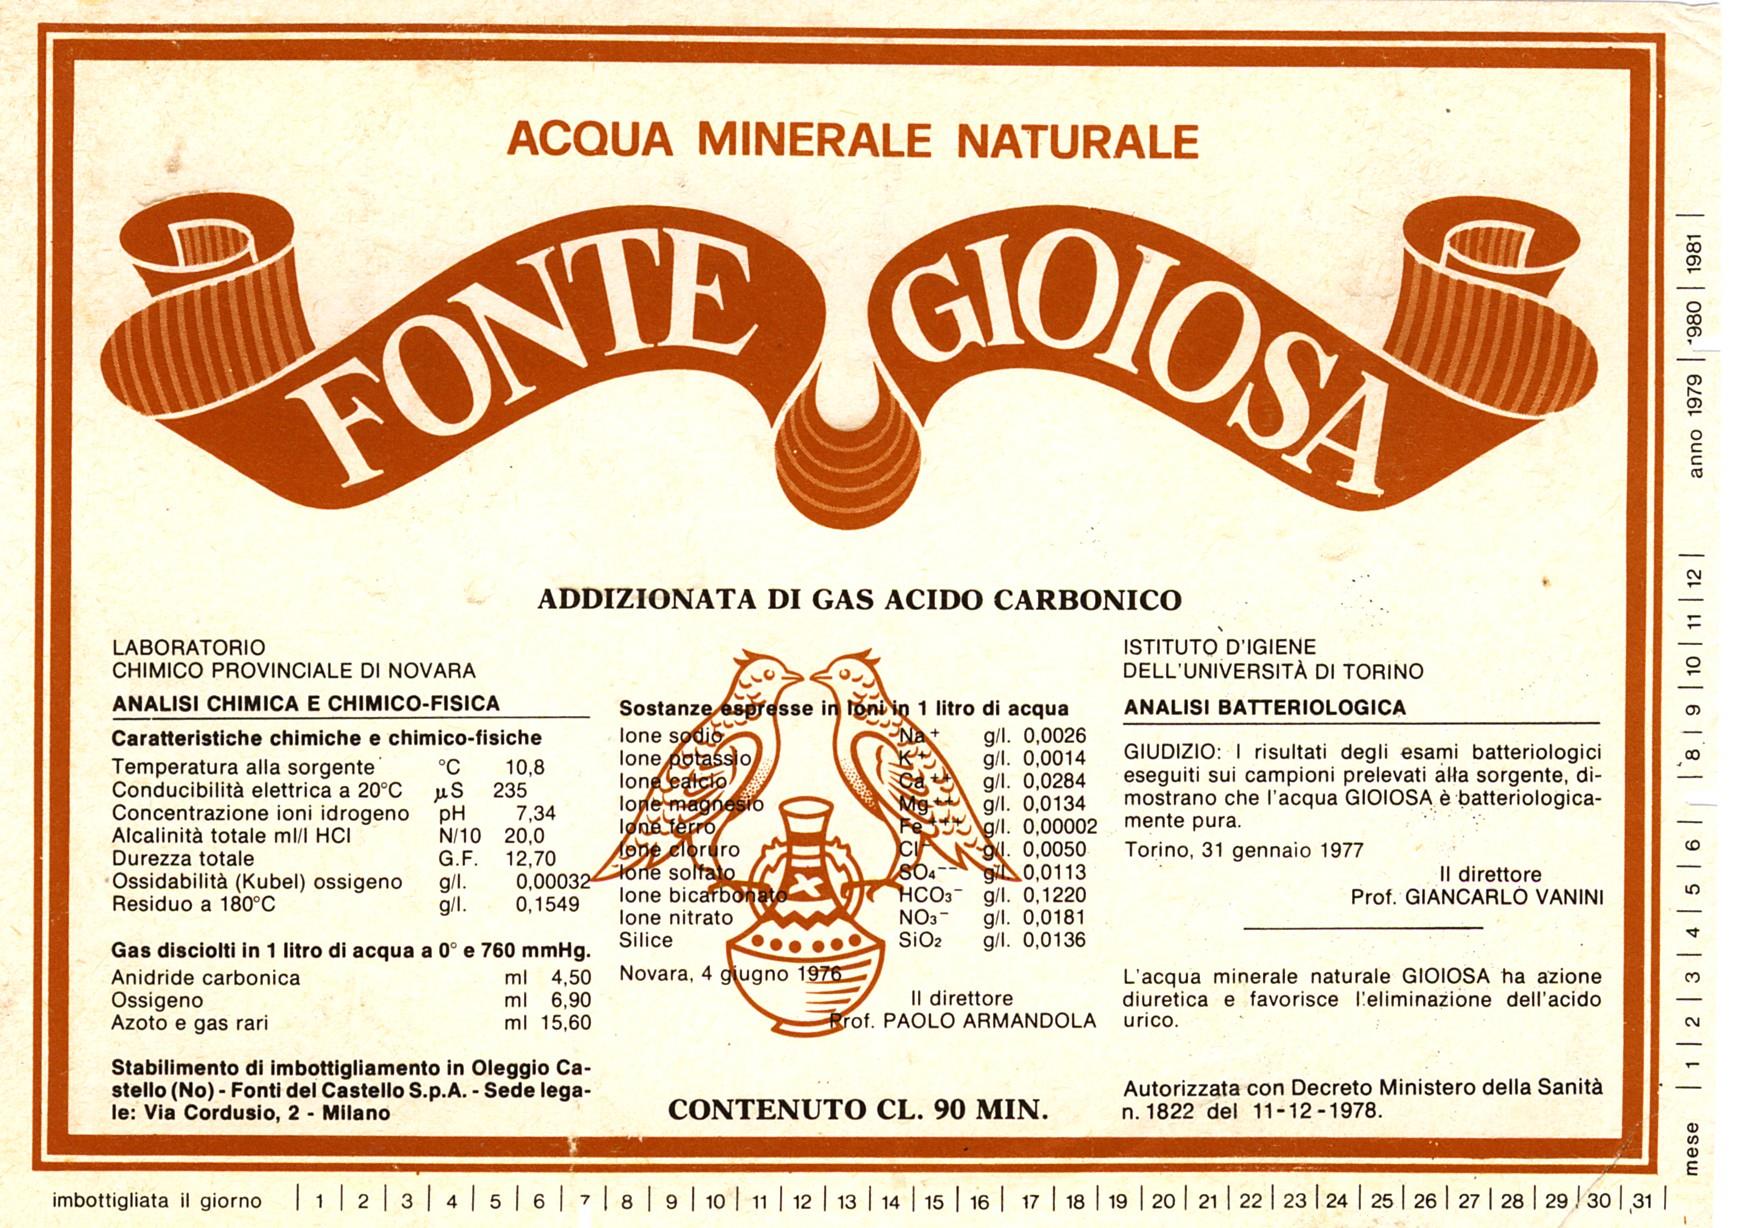 ACQUA MINERALE NATURALE
FONTE GIOIOSA
ADDIZIONATA DI GAS ACIDO CARBONICO
LABORATORIO
CHIMICO PROVINCIALE DI NOVARA
ANALISI CHIMICA E CHIMICO-FISICA
Caratteristiche chimiche e chimico-fisiche
Temperatura alla sorgente °C 10,8
Conducibilità elettrica a 20°C µS 235
Concentrazione ioni idrogeno pH 7,34
Alcalinità totale ml/l HCl N/10 20,0
Durezza totale G.F. 12,70
Ossidabilità (Kubel) ossigeno g/l. 0,00032
Residuo a 180°C g/l. 0,1549
Gas disciolti in 1 litro di acqua a 0° e 760 mmHg.
Anidride carbonica ml 4,50
Ossigeno ml 6,90
Azoto e gas rari ml 15,60
Stabilimento di imbottigliamento in Oleggio Ca-
stello (No) - Fonti del Castello S.p.A. - Sede lega-
le: Via Cordusio, 2 - Milano
Sostanze espresse in Ioni in 1 litro di acqua
Ione sodio Na+ g/l. 0,0026
Ione potassio K+ g/l. 0,0014
Ione calcio Ca++ g/l. 0,0284
Ione magnesio Mg++ g/l. 0,0134
Ione ferro Fe+++ g/l. 0,00002
Ione cloruro Cl− g/l. 0,0050
Ione solfato SO₄−− g/l. 0,0113
Ione bicarbonato HCO₃− g/l. 0,1220
Ione nitrato NO₃− g/l. 0,0181
Silice SiO₂ g/l. 0,0136
Novara, 4 giugno 1976
Il direttore
Prof. PAOLO ARMANDOLA
CONTENUTO CL. 90 MIN.
ISTITUTO D'IGIENE
DELL'UNIVERSITÀ DI TORINO
ANALISI BATTERIOLOGICA
GIUDIZIO: I risultati degli esami batteriologici
eseguiti sui campioni prelevati alla sorgente, di-
mostrano che l'acqua GIOIOSA è batteriologica-
mente pura.
Torino, 31 gennaio 1977
Il direttore
Prof. GIANCARLO VANINI
L'acqua minerale naturale GIOIOSA ha azione
diuretica e favorisce l'eliminazione dell'acido
urico.
Autorizzata con Decreto Ministero della Sanità
n. 1822 del 11-12-1978.
imbottigliata il giorno | 1 | 2 | 3 | 4 | 5 | 6 | 7 | 8 | 9 | 10 | 11 | 12 | 13 | 14 | 15 | 16 | 17 | 18 | 19 | 20 | 21 | 22 | 23 | 24 | 25 | 26 | 27 | 28 | 29 | 30 | 31 |
mese | 1 | 2 | 3 | 4 | 5 | 6 | | 8 | 9 | 10 | 11 | 12 | anno 1979 | 1980 | 1981 |